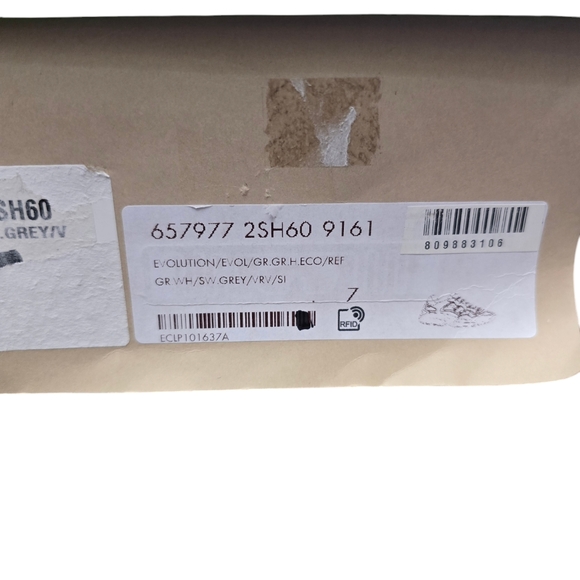 SH60
.GREY/V
657977 2SH60 9161
809883106
EVOLUTION/EVOL/GR.GR.H.ECO/REF
GR.WH/SW.GREY/VRV/SI
7
ECLP101637A
RFID